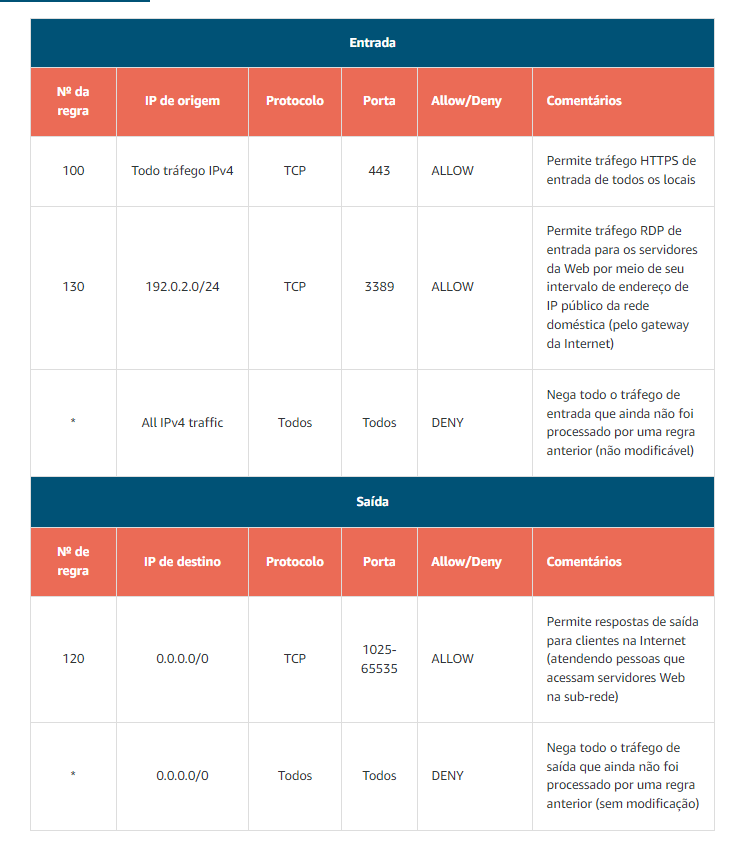 Entrada
Nº da regra | IP de origem | Protocolo | Porta | Allow/Deny | Comentários
100 | Todo tráfego IPv4 | TCP | 443 | ALLOW | Permite tráfego HTTPS de entrada de todos os locais
130 | 192.0.2.0/24 | TCP | 3389 | ALLOW | Permite tráfego RDP de entrada para os servidores da Web por meio de seu intervalo de endereço de IP público da rede doméstica (pelo gateway da Internet)
* | All IPv4 traffic | Todos | Todos | DENY | Nega todo o tráfego de entrada que ainda não foi processado por uma regra anterior (não modificável)
Saída
Nº de regra | IP de destino | Protocolo | Porta | Allow/Deny | Comentários
120 | 0.0.0.0/0 | TCP | 1025-65535 | ALLOW | Permite respostas de saída para clientes na Internet (atendendo pessoas que acessam servidores Web na sub-rede)
* | 0.0.0.0/0 | Todos | Todos | DENY | Nega todo o tráfego de saída que ainda não foi processado por uma regra anterior (sem modificação)